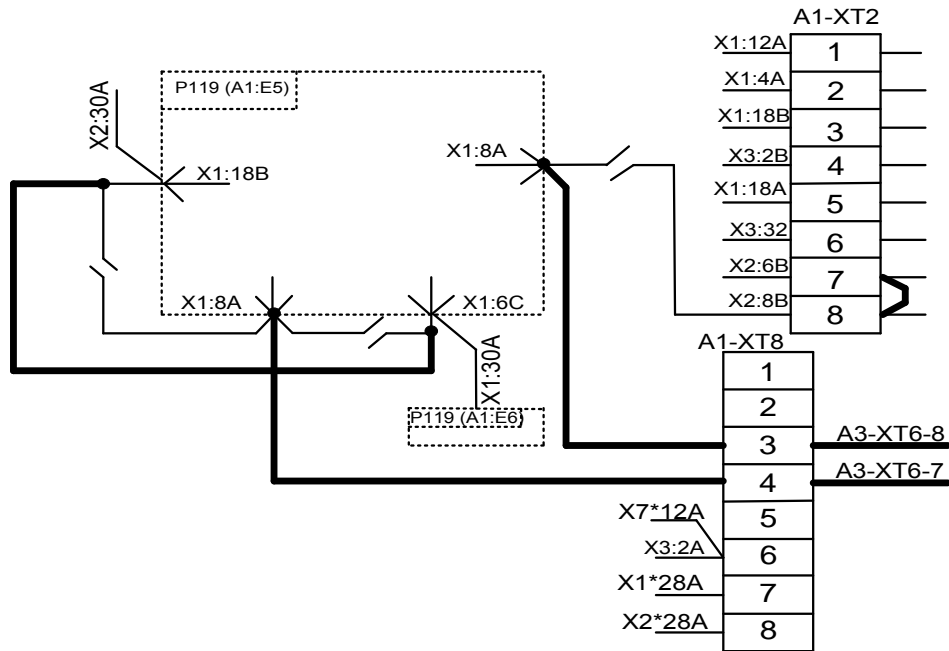 A1-XT2
X1:12A
1
X1:4A
2
X1:18B
3
X3:2B
4
X1:18A
5
X3:32
6
X2:6B
7
X2:8B
8
P119 (A1:E5)
X2:30A
X1:18B
X1:8A
X1:8A
X1:6C
X1:30A
P119 (A1:E6)
A1-XT8
1
2
3
A3-XT6-8
4
A3-XT6-7
X7*12A
5
X3:2A
6
X1*28A
7
X2*28A
8